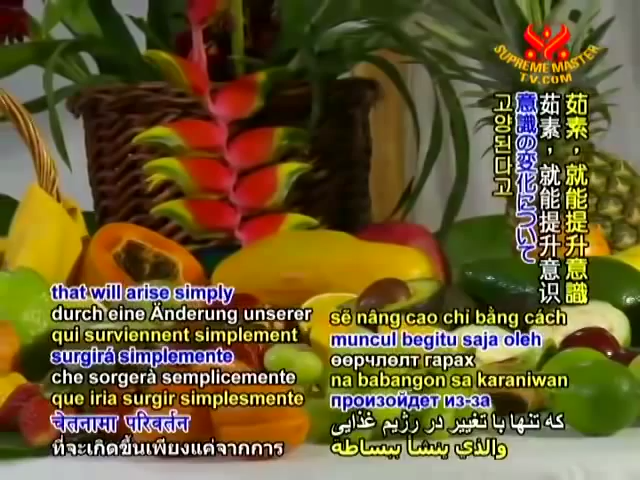 SUPREME MASTER
TV.COM
茹素，就能提升意識
茹素，就能提升意识
意識の変化について
고양된다고
that will arise simply
durch eine Änderung unserer
qui surviennent simplement
surgirá simplemente
che sorgerà semplicemente
que iria surgir simplesmente
चेतनामा परिवर्तन
ที่จะเกิดขึ้นเพียงแค่จากการ
sẽ nâng cao chỉ bằng cách
muncul begitu saja oleh
өөрчлөлт гарах
na babangon sa karaniwan
произойдет из-за
که تنها با تغییر در رژیم غذایی
والذي ينشأ ببساطة